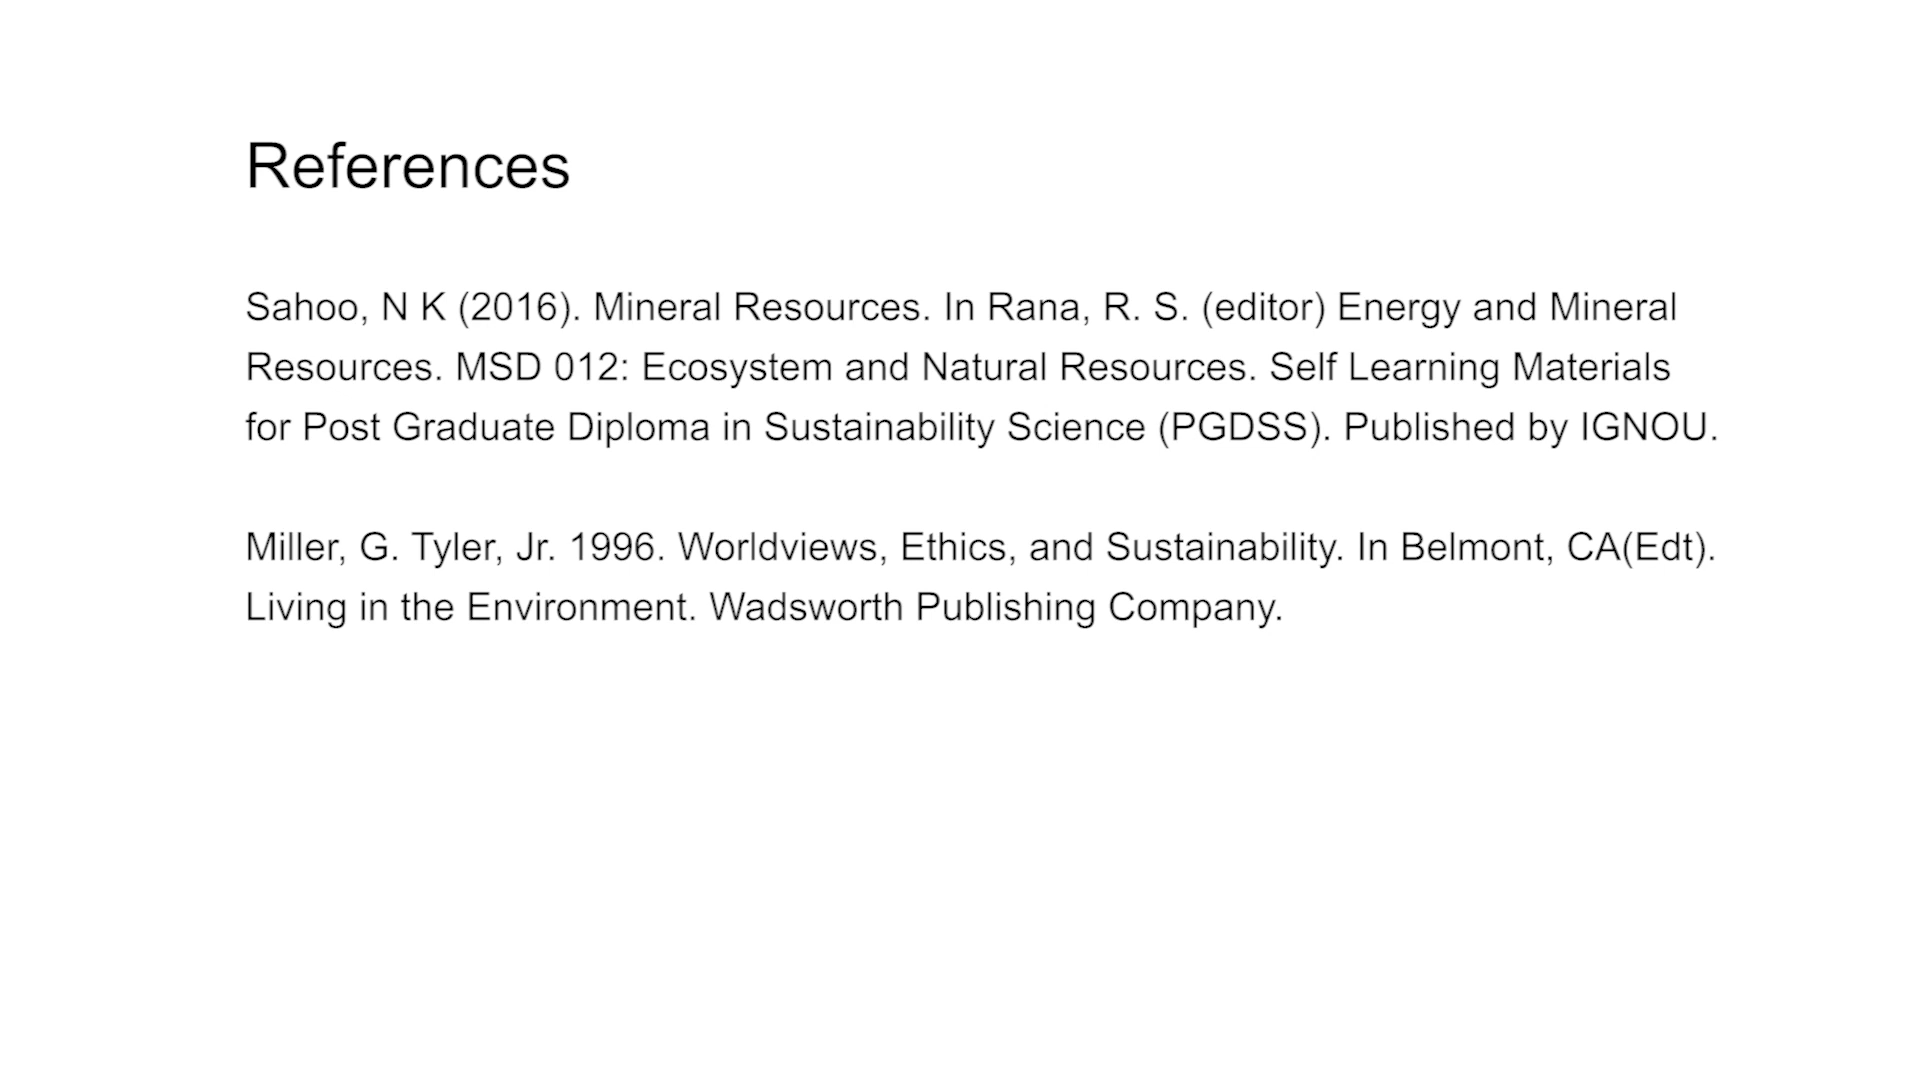 References
Sahoo, N K (2016). Mineral Resources. In Rana, R. S. (editor) Energy and Mineral
Resources. MSD 012: Ecosystem and Natural Resources. Self Learning Materials
for Post Graduate Diploma in Sustainability Science (PGDSS). Published by IGNOU.
Miller, G. Tyler, Jr. 1996. Worldviews, Ethics, and Sustainability. In Belmont, CA(Edt).
Living in the Environment. Wadsworth Publishing Company.